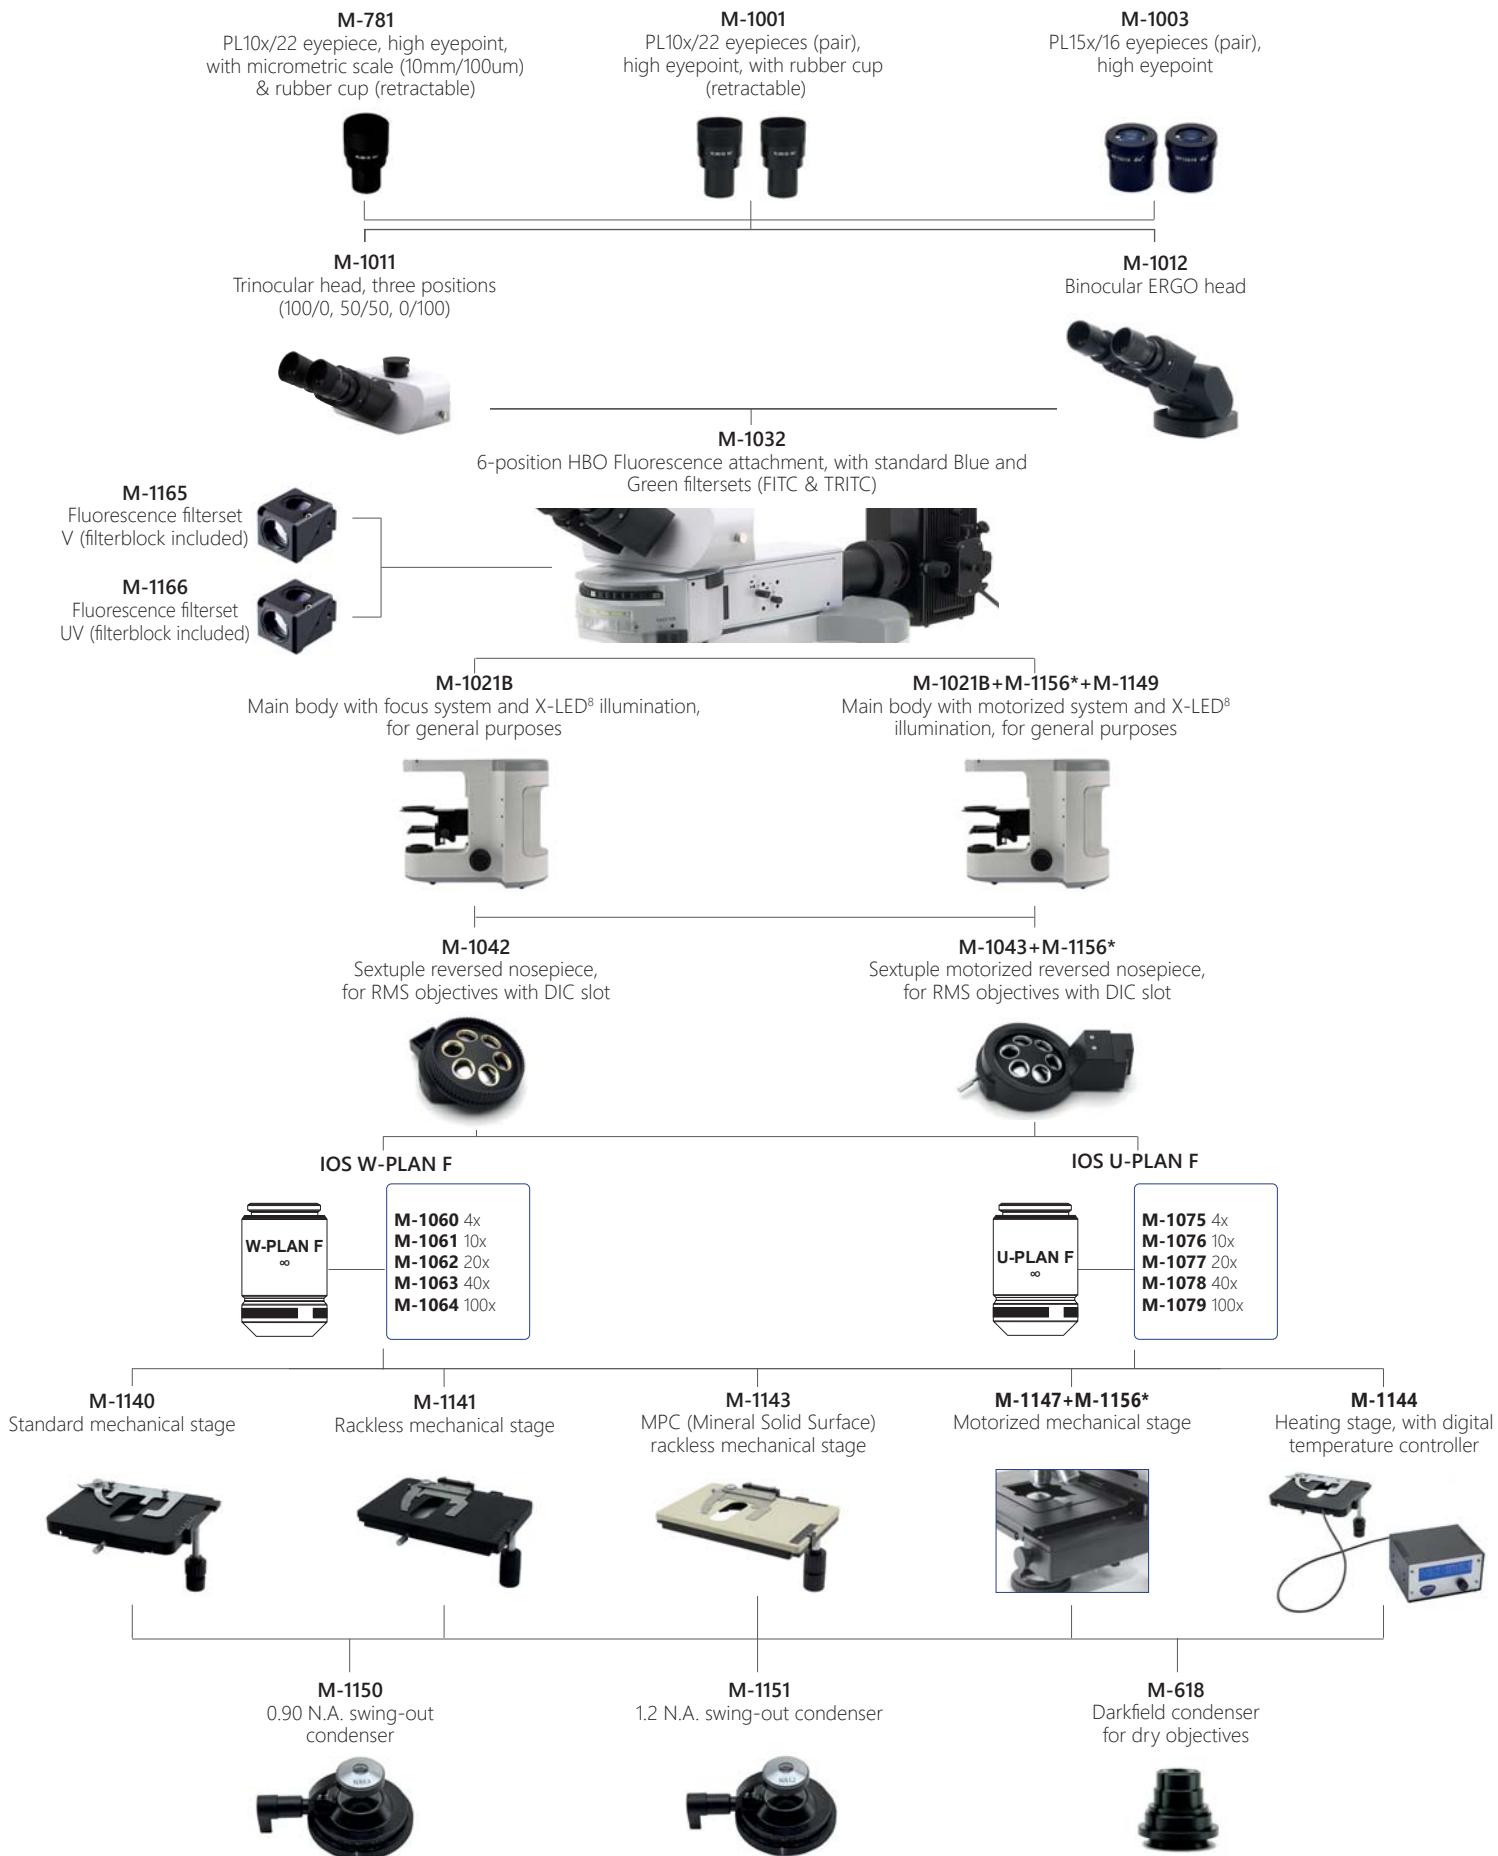 M-781
PL10x/22 eyepiece, high eyepoint,
with micrometric scale (10mm/100um)
& rubber cup (retractable)
M-1001
PL10x/22 eyepieces (pair),
high eyepoint, with rubber cup
(retractable)
M-1003
PL15x/16 eyepieces (pair),
high eyepoint
M-1011
Trinocular head, three positions
(100/0, 50/50, 0/100)
M-1012
Binocular ERGO head
M-1032
6-position HBO Fluorescence attachment, with standard Blue and
Green filtersets (FITC & TRITC)
M-1165
Fluorescence filterset
V (filterblock included)
M-1166
Fluorescence filterset
UV (filterblock included)
M-1021B
Main body with focus system and X-LED⁸ illumination,
for general purposes
M-1021B+M-1156*+M-1149
Main body with motorized system and X-LED⁸
illumination, for general purposes
M-1042
Sextuple reversed nosepiece,
for RMS objectives with DIC slot
M-1043+M-1156*
Sextuple motorized reversed nosepiece,
for RMS objectives with DIC slot
IOS W-PLAN F
W-PLAN F
∞
M-1060 4x
M-1061 10x
M-1062 20x
M-1063 40x
M-1064 100x
IOS U-PLAN F
U-PLAN F
∞
M-1075 4x
M-1076 10x
M-1077 20x
M-1078 40x
M-1079 100x
M-1140
Standard mechanical stage
M-1141
Rackless mechanical stage
M-1143
MPC (Mineral Solid Surface)
rackless mechanical stage
M-1147+M-1156*
Motorized mechanical stage
M-1144
Heating stage, with digital
temperature controller
M-1150
0.90 N.A. swing-out
condenser
M-1151
1.2 N.A. swing-out condenser
M-618
Darkfield condenser
for dry objectives